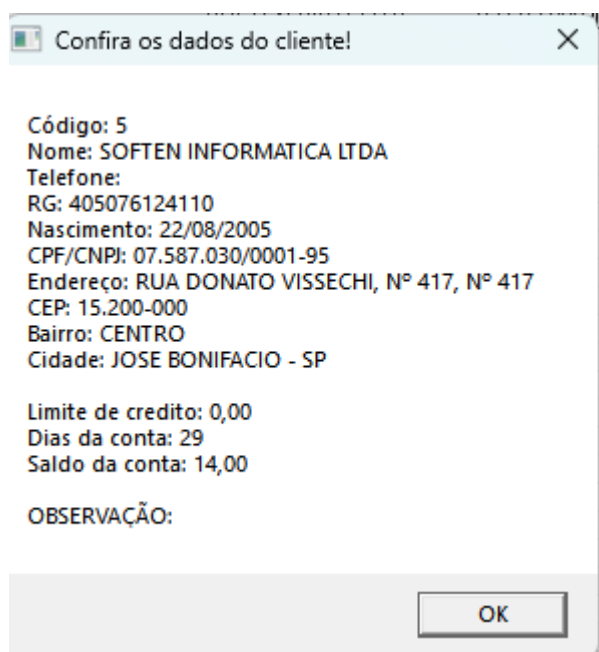 Confira os dados do cliente!
Código: 5
Nome: SOFTEN INFORMATICA LTDA
Telefone:
RG: 405076124110
Nascimento: 22/08/2005
CPF/CNPJ: 07.587.030/0001-95
Endereço: RUA DONATO VISSECHI, Nº 417, Nº 417
CEP: 15.200-000
Bairro: CENTRO
Cidade: JOSE BONIFACIO - SP
Limite de credito: 0,00
Dias da conta: 29
Saldo da conta: 14,00
OBSERVAÇÃO:
OK